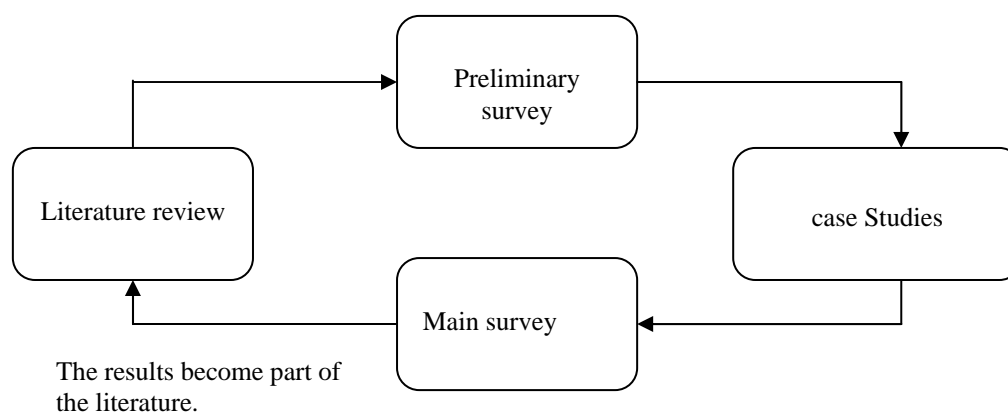 Preliminary
survey
Literature review
case Studies
Main survey
The results become part of
the literature.